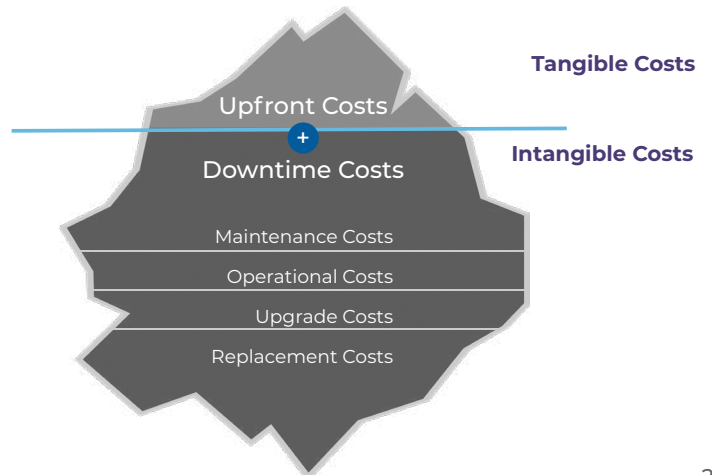 Tangible Costs
Upfront Costs
+
Intangible Costs
Downtime Costs
Maintenance Costs
Operational Costs
Upgrade Costs
Replacement Costs
a